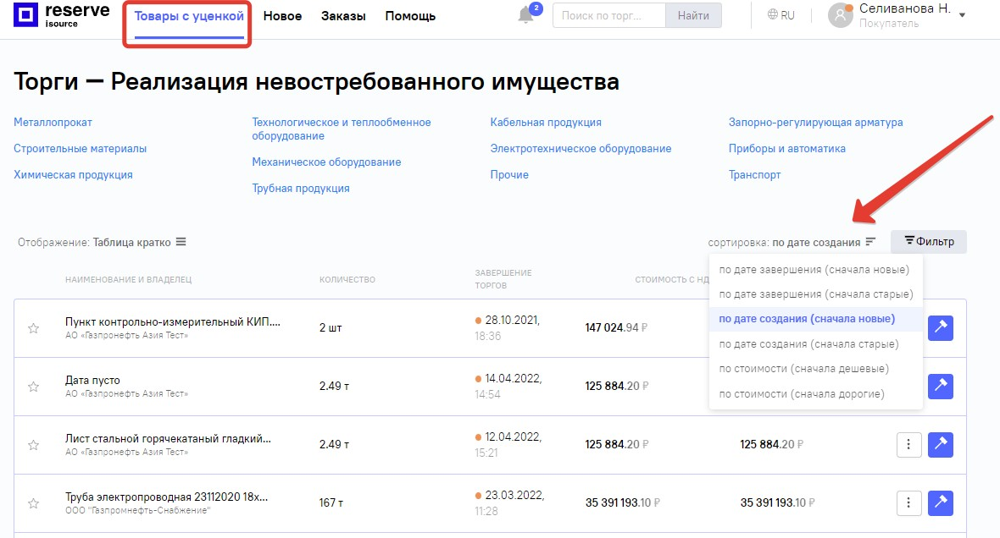 reserve
isource
Товары с уценкой
Новое
Заказы
Помощь
2
Поиск по торг...
Найти
RU
Селиванова Н.
Покупатель
Торги — Реализация невостребованного имущества
Металлопрокат
Строительные материалы
Химическая продукция
Технологическое и теплообменное
оборудование
Механическое оборудование
Трубная продукция
Кабельная продукция
Электротехническое оборудование
Прочие
Запорно-регулирующая арматура
Приборы и автоматика
Транспорт
Отображение: Таблица кратко
сортировка: по дате создания
Фильтр
по дате завершения (сначала новые)
по дате завершения (сначала старые)
по дате создания (сначала новые)
по дате создания (сначала старые)
по стоимости (сначала дешевые)
по стоимости (сначала дорогие)
НАИМЕНОВАНИЕ И ВЛАДЕЛЕЦ
КОЛИЧЕСТВО
ЗАВЕРШЕНИЕ
ТОРГОВ
СТОИМОСТЬ С НД
Пункт контрольно-измерительный КИП....
АО «Газпронефть Азия Тест»
2 шт
28.10.2021,
18:36
147 024.94 ₽
Дата пусто
АО «Газпронефть Азия Тест»
2.49 т
14.04.2022,
14:54
125 884.20 ₽
Лист стальной горячекатаный гладкий...
АО «Газпронефть Азия Тест»
2.49 т
12.04.2022,
15:21
125 884.20 ₽
125 884.20 ₽
Труба электропроводная 23112020 18х...
ООО "Газпромнефть-Снабжение"
167 т
23.03.2022,
11:28
35 391 193.10 ₽
35 391 193.10 ₽